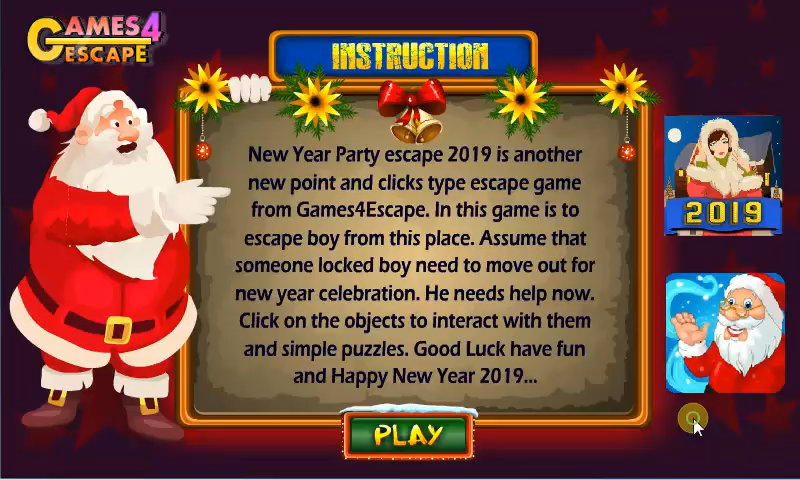 GAMES4
ESCAPE
INSTRUCTION
New Year Party escape 2019 is another
new point and clicks type escape game
from Games4Escape. In this game is to
escape boy from this place. Assume that
someone locked boy need to move out for
new year celebration. He needs help now.
Click on the objects to interact with them
and simple puzzles. Good Luck have fun
and Happy New Year 2019...
2019
PLAY